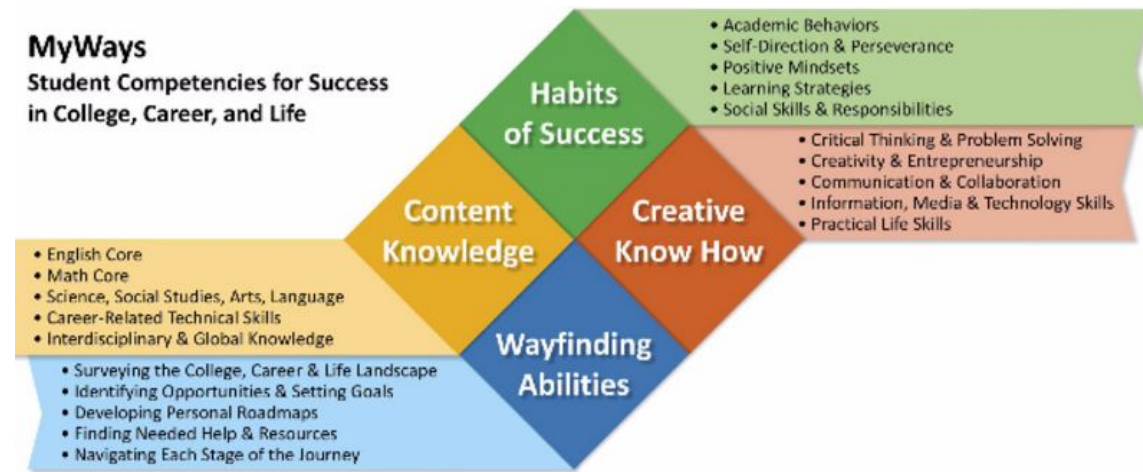 MyWays
Student Competencies for Success
in College, Career, and Life
Habits
of Success
• Academic Behaviors
• Self-Direction & Perseverance
• Positive Mindsets
• Learning Strategies
• Social Skills & Responsibilities
Creative
Know How
• Critical Thinking & Problem Solving
• Creativity & Entrepreneurship
• Communication & Collaboration
• Information, Media & Technology Skills
• Practical Life Skills
Content
Knowledge
• English Core
• Math Core
• Science, Social Studies, Arts, Language
• Career-Related Technical Skills
• Interdisciplinary & Global Knowledge
Wayfinding
Abilities
• Surveying the College, Career & Life Landscape
• Identifying Opportunities & Setting Goals
• Developing Personal Roadmaps
• Finding Needed Help & Resources
• Navigating Each Stage of the Journey